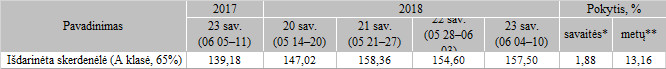 2017 2018 Pokytis, %
Pavadinimas 23 sav. 20 sav. 21 sav. 22 sav. 23 sav. savaitės* metų**
(06 05–11) (05 14–20) (05 21–27) (05 28–06 03) (06 04–10)
Išdarinėta skerdenėlė (A klasė, 65%) 139,18 147,02 158,36 154,60 157,50 1,88 13,16